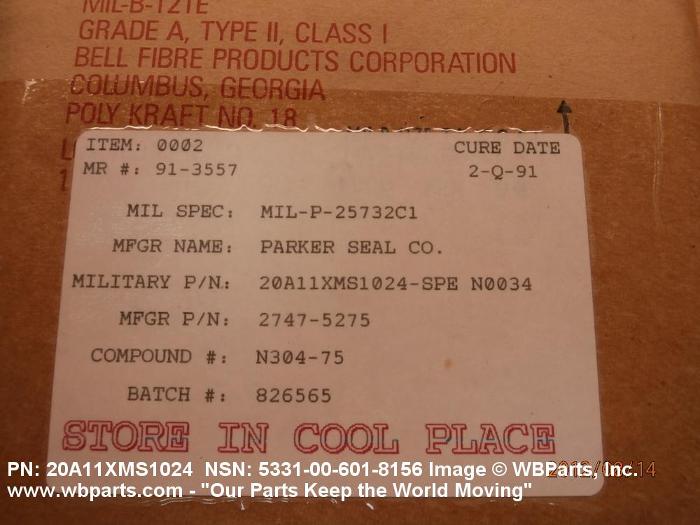 MIL-B-121E
GRADE A, TYPE II, CLASS I
BELL FIBRE PRODUCTS CORPORATION
COLUMBUS, GEORGIA
POLY KRAFT NO. 18
ITEM: 0002 CURE DATE
MR #: 91-3557 2-Q-91
MIL SPEC: MIL-P-25732C1
MFGR NAME: PARKER SEAL CO.
MILITARY P/N: 20A11XMS1024-SPE N0034
MFGR P/N: 2747-5275
COMPOUND #: N304-75
BATCH #: 826565
STORE IN COOL PLACE
PN: 20A11XMS1024 NSN: 5331-00-601-8156 Image © WBParts, Inc.
www.wbparts.com - "Our Parts Keep the World Moving"